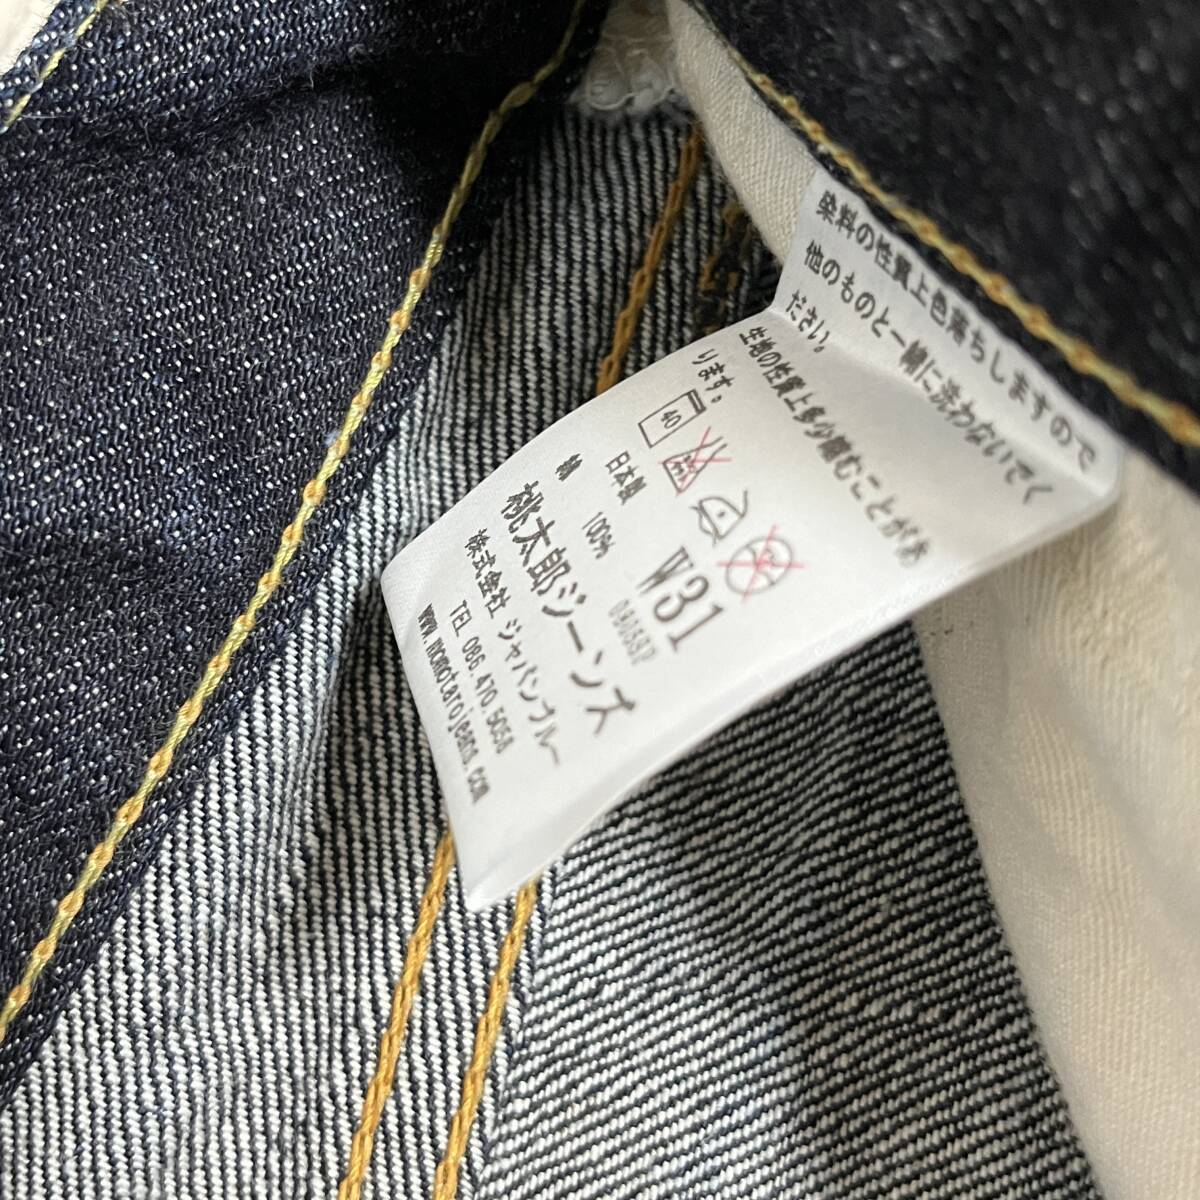 染料の性質上色落ちしますので
他のものと一緒に洗わないでく
ださい。
生地の性質上多少縮むことがあ
ります。
40
W31
日本製
綿 100%
桃太郎ジーンズ
株式会社 ジャパンブルー
TEL 086.470.5058
www.momotarojeans.com